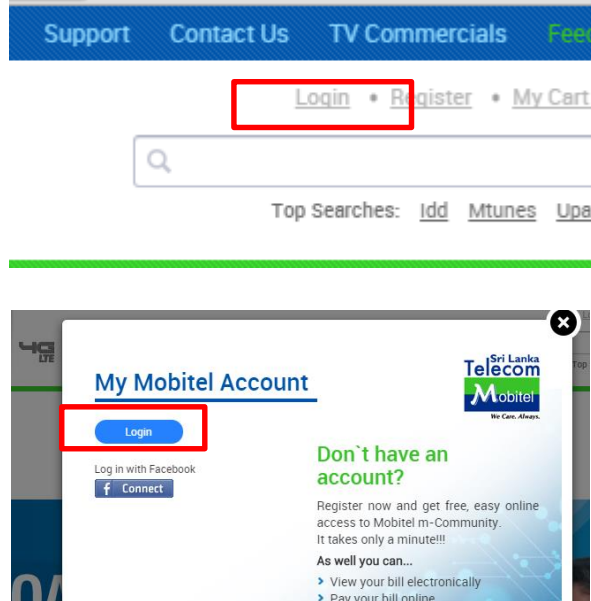 Support Contact Us TV Commercials
Login • Register • My Cart
Top Searches: Idd Mtunes
4G
LTE
Sri Lanka
Telecom
Mobitel
We Care. Always.
Top
My Mobitel Account
Login
Log in with Facebook
f Connect
Don`t have an
account?
Register now and get free, easy online
access to Mobitel m-Community.
It takes only a minute!!!
As well you can...
View your bill electronically
Pay your bill online